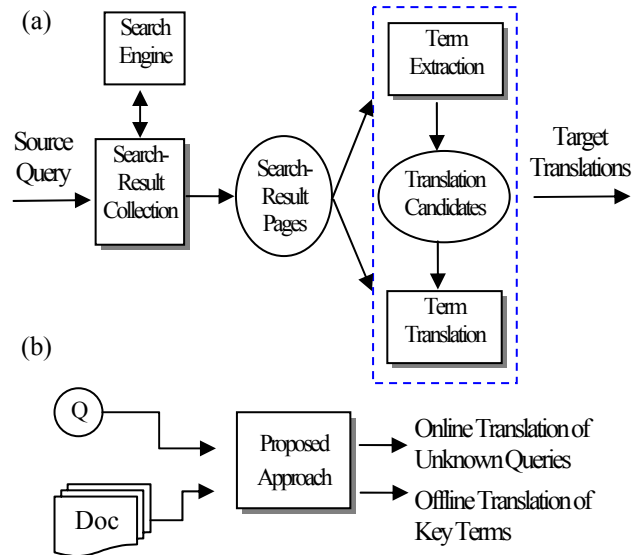 (a)
Search
Engine
Term
Extraction
Source
Query
Search-
Result
Collection
Search-Result
Pages
Translation
Candidates
Target
Translations
Term
Translation
(b)
Q
Proposed
Approach
Online Translation of
Unknown Queries
Doc
Offline Translation of
Key Terms